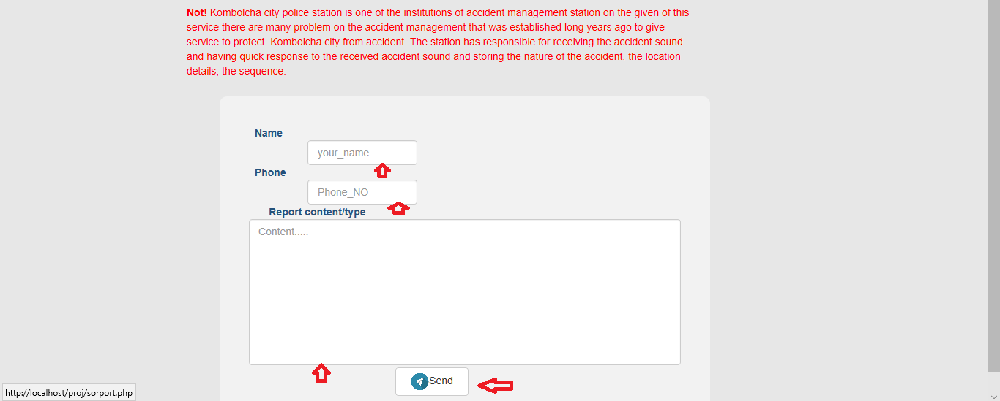 Not! Kombolcha city police station is one of the institutions of accident management station on the given of this
service there are many problem on the accident management that was established long years ago to give
service to protect. Kombolcha city from accident. The station has responsible for receiving the accident sound
and having quick response to the received accident sound and storing the nature of the accident, the location
details, the sequence.
Name
your_name
Phone
Phone_NO
Report content/type
Content.....
Send
http://localhost/proj/sorport.php